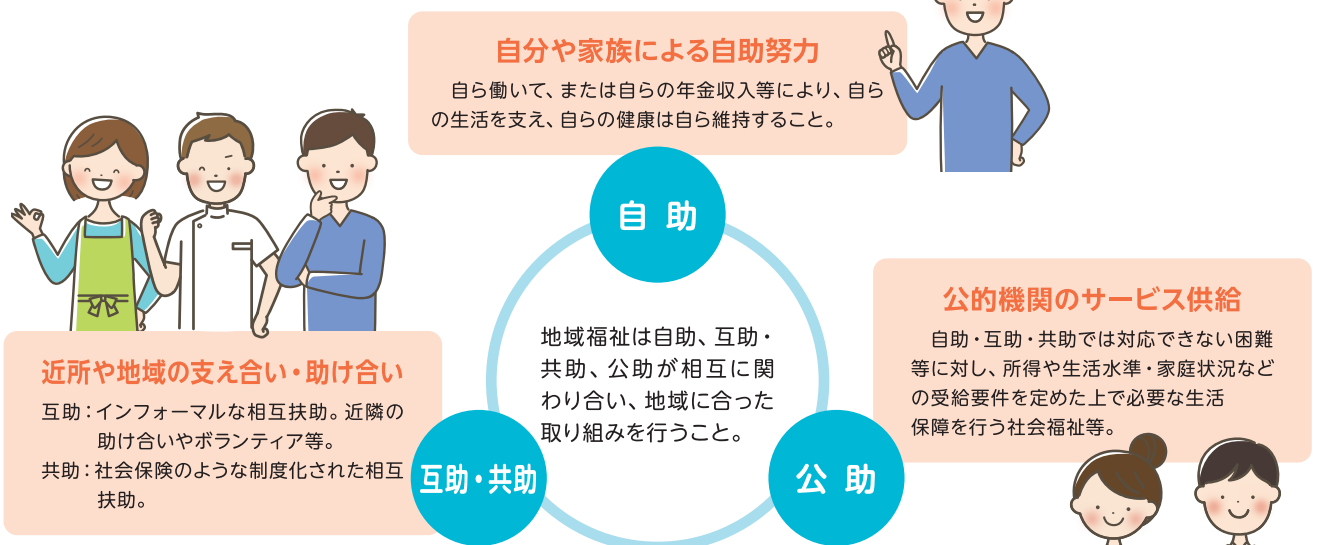 自分や家族による自助努力
自ら働いて、または自らの年金収入等により、自ら
の生活を支え、自らの健康は自ら維持すること。
自助
地域福祉は自助、互助・
共助、公助が相互に関
わり合い、地域に合った
取り組みを行うこと。
近所や地域の支え合い・助け合い
互助：インフォーマルな相互扶助。近隣の
助け合いやボランティア等。
共助：社会保険のような制度化された相互
扶助。
互助・共助
公的機関のサービス供給
自助・互助・共助では対応できない困難
等に対し、所得や生活水準・家庭状況など
の受給要件を定めた上で必要な生活
保障を行う社会福祉等。
公助